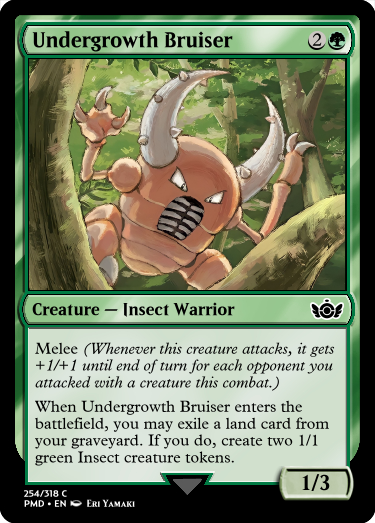 Undergrowth Bruiser 2
Creature — Insect Warrior
Melee (Whenever this creature attacks, it gets
+1/+1 until end of turn for each opponent you
attacked with a creature this combat.)
When Undergrowth Bruiser enters the
battlefield, you may exile a land card from
your graveyard. If you do, create two 1/1
green Insect creature tokens.
1/3
254/318 C
PMD • EN Eri Yamaki